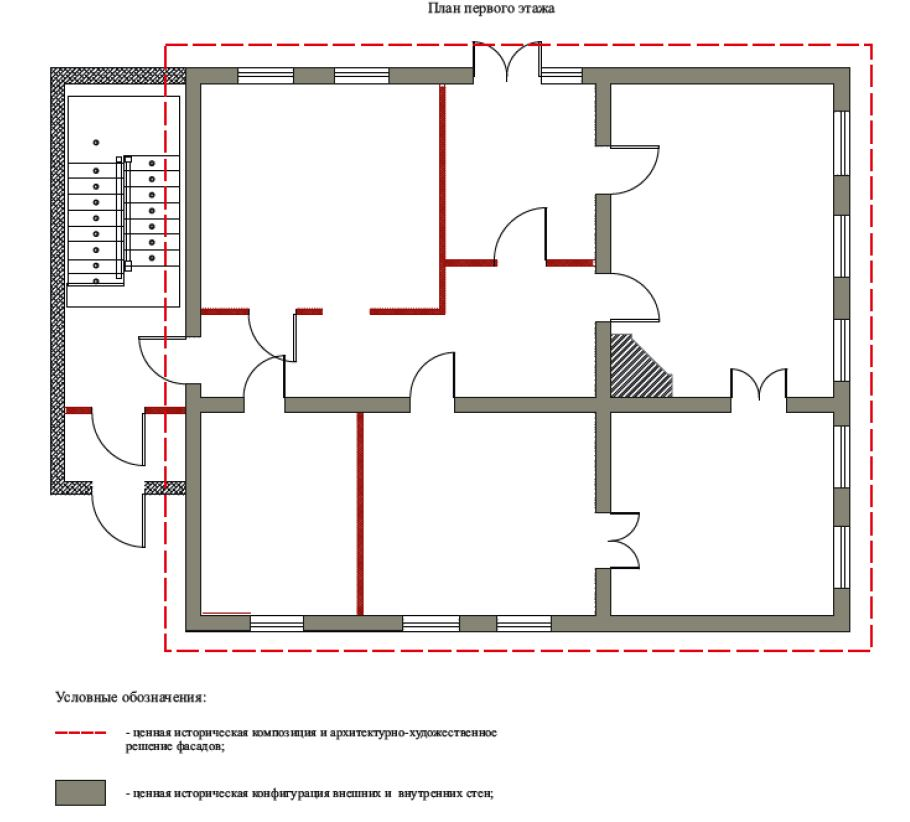 План первого этажа
Условные обозначения:
- ценная историческая композиция и архитектурно-художественное
решение фасадов;
- ценная историческая конфигурация внешних и внутренних стен;